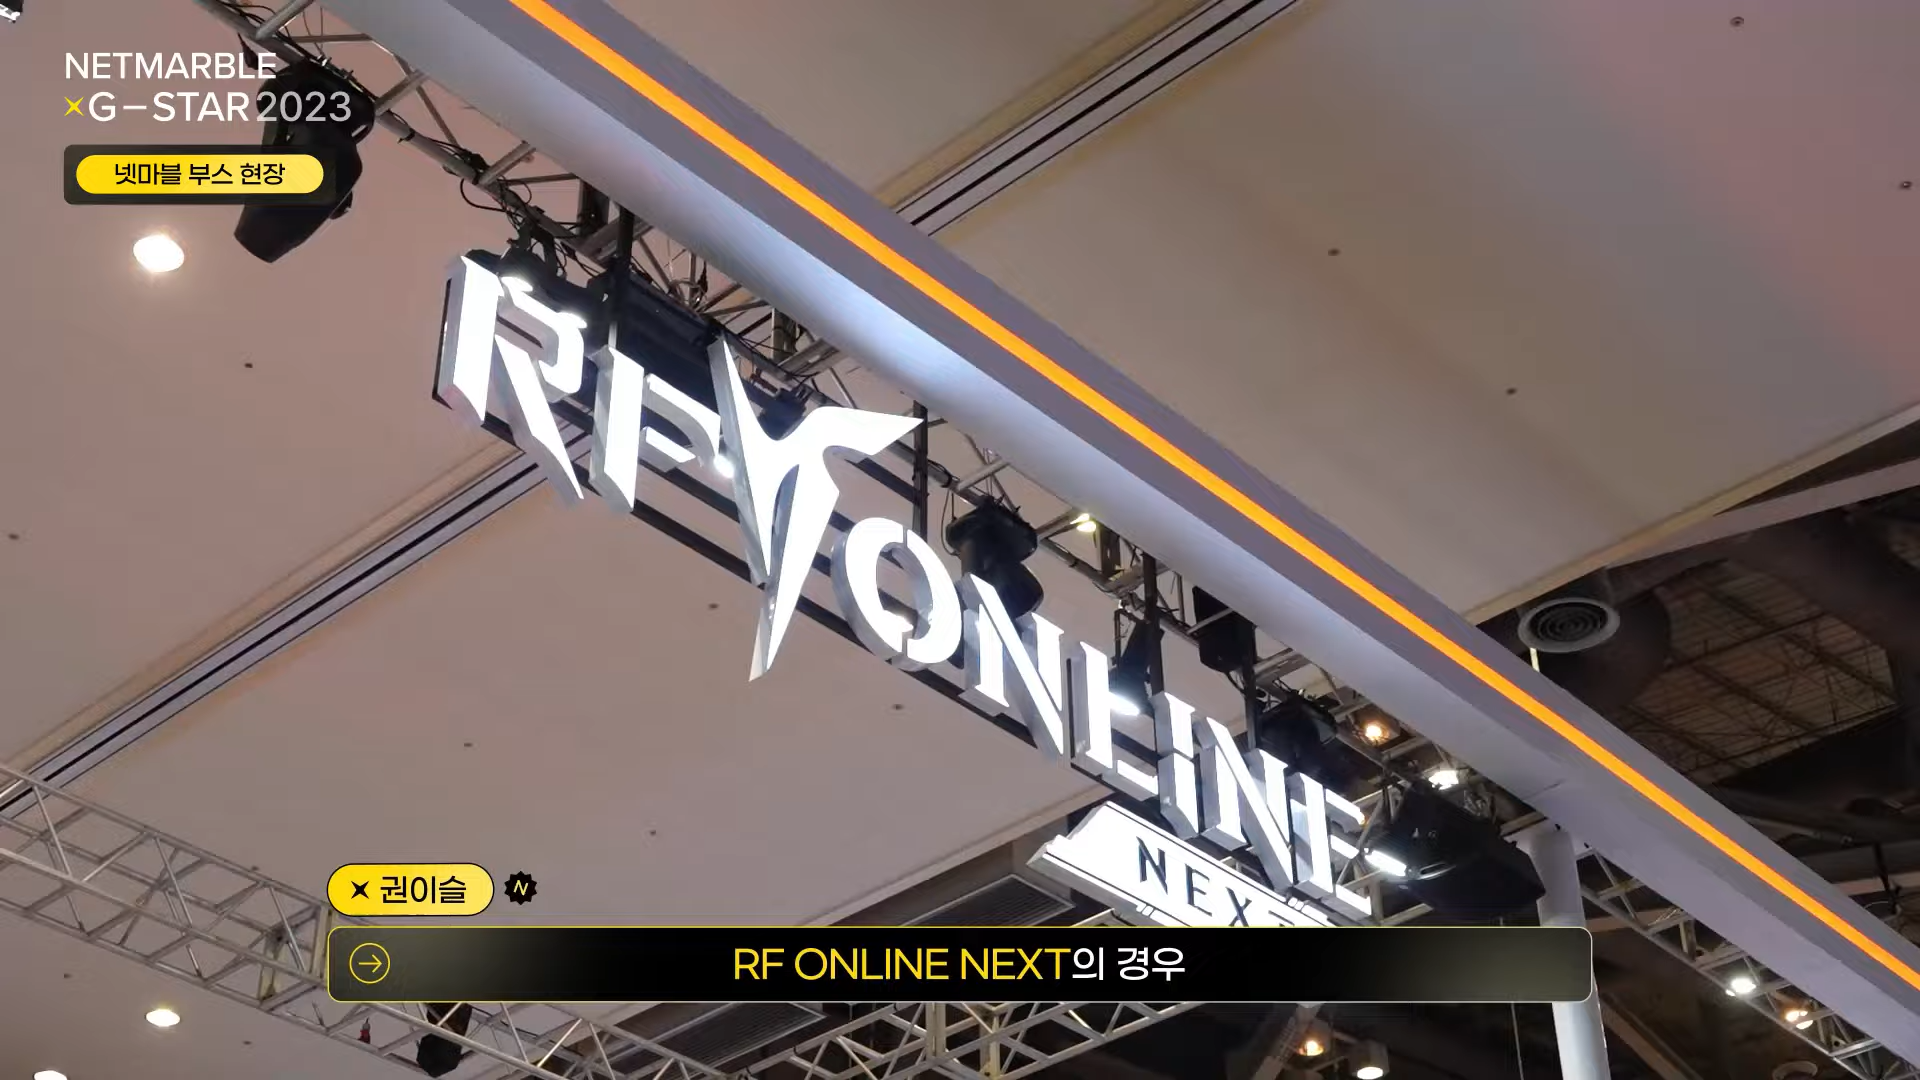 NETMARBLE
G–STAR 2023
넷마블 부스 현장
RF ONLINE
NEXT
권이슬
N
RF ONLINE NEXT의 경우